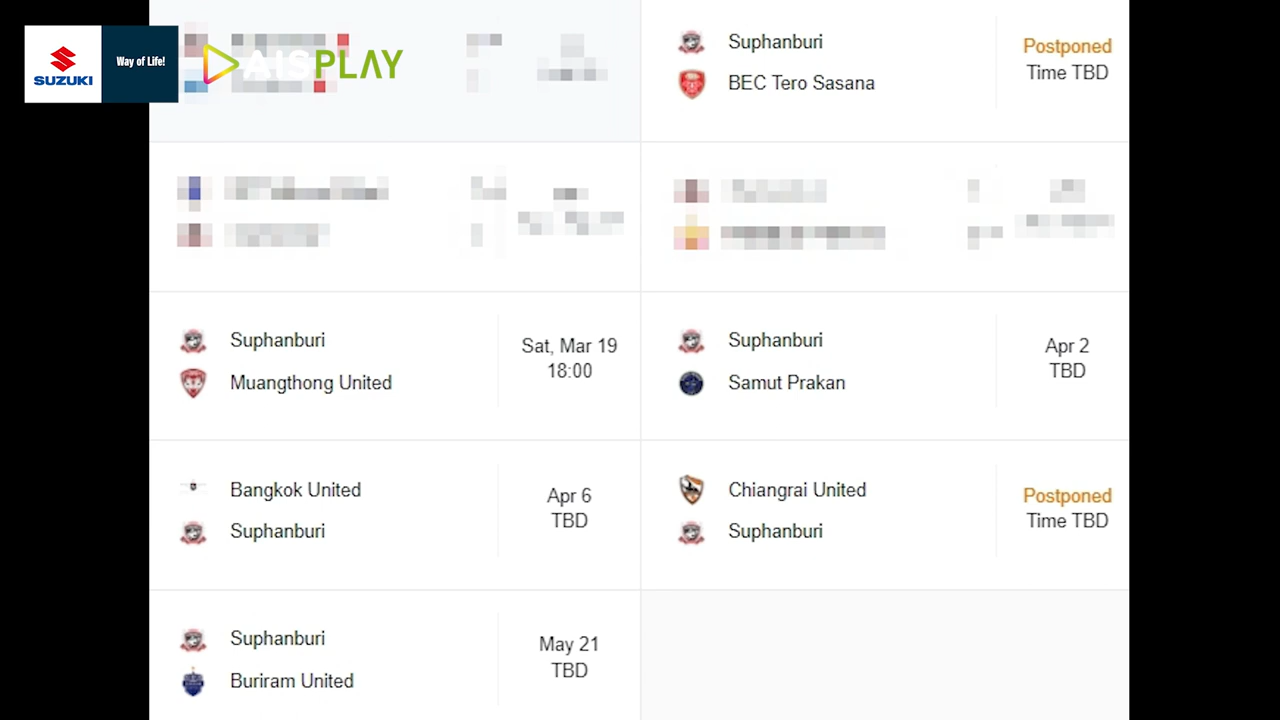 SUZUKI
Way of Life!
AISPLAY
Suphanburi
BEC Tero Sasana
Postponed
Time TBD
Suphanburi
Muangthong United
Sat, Mar 19
18:00
Suphanburi
Samut Prakan
Apr 2
TBD
Bangkok United
Suphanburi
Apr 6
TBD
Chiangrai United
Suphanburi
Postponed
Time TBD
Suphanburi
Buriram United
May 21
TBD